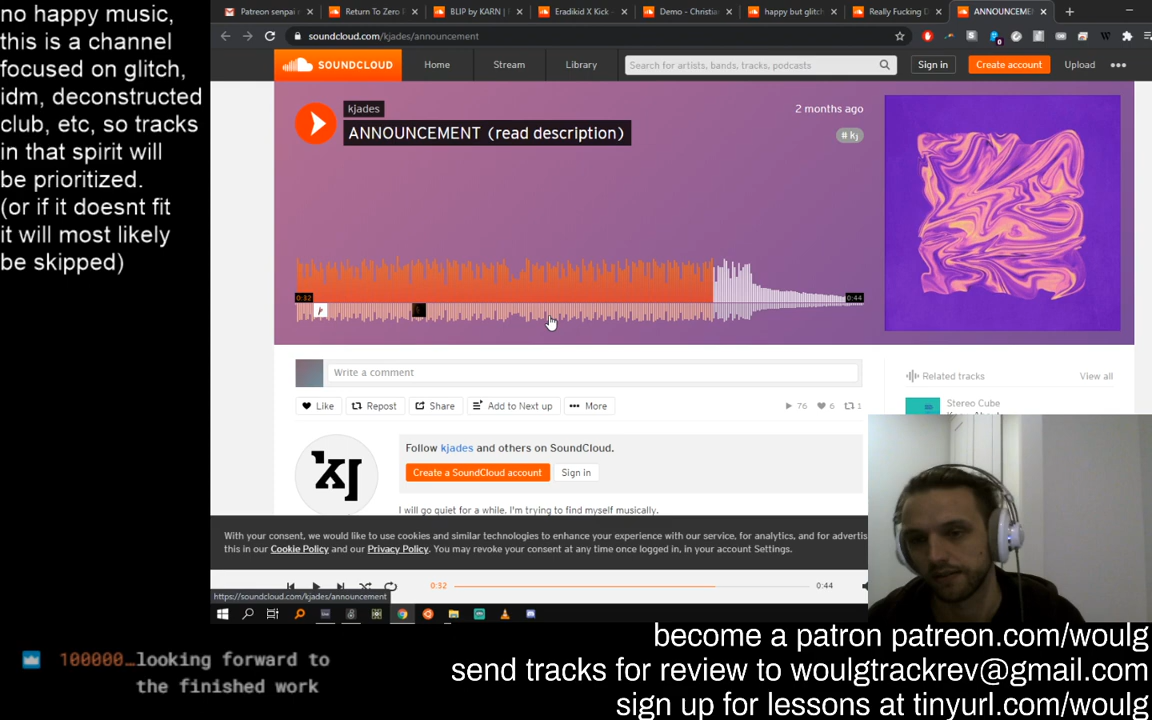 no happy music,
this is a channel
focused on glitch,
idm, deconstructed
club, etc, so tracks
in that spirit will
be prioritized.
(or if it doesnt fit
it will most likely
be skipped)
Patreon senpai
Return To Zero
BLIP by KARN
Eradikid X Kick -
Demo - Christia
happy but glitch
Really Fucking D
ANNOUNCEME
soundcloud.com/kjades/announcement
SOUNDCLOUD
Home
Stream
Library
Search for artists, bands, tracks, podcasts
Sign in
Create account
Upload
kjades
2 months ago
ANNOUNCEMENT (read description)
# kj
0:32
0:44
Write a comment
Related tracks
View all
Like
Repost
Share
Add to Next up
More
76
6
1
Stereo Cube
kj
Follow kjades and others on SoundCloud.
Create a SoundCloud account
Sign in
I will go quiet for a while. I'm trying to find myself musically.
With your consent, we would like to use cookies and similar technologies to enhance your experience with our service, for analytics, and for advertis
this in our Cookie Policy and our Privacy Policy. You may revoke your consent at any time once logged in, in your account Settings.
0:32
0:44
https://soundcloud.com/kjades/announcement
100000…looking forward to
the finished work
become a patron patreon.com/woulg
send tracks for review to woulgtrackrev@gmail.com
sign up for lessons at tinyurl.com/woulg